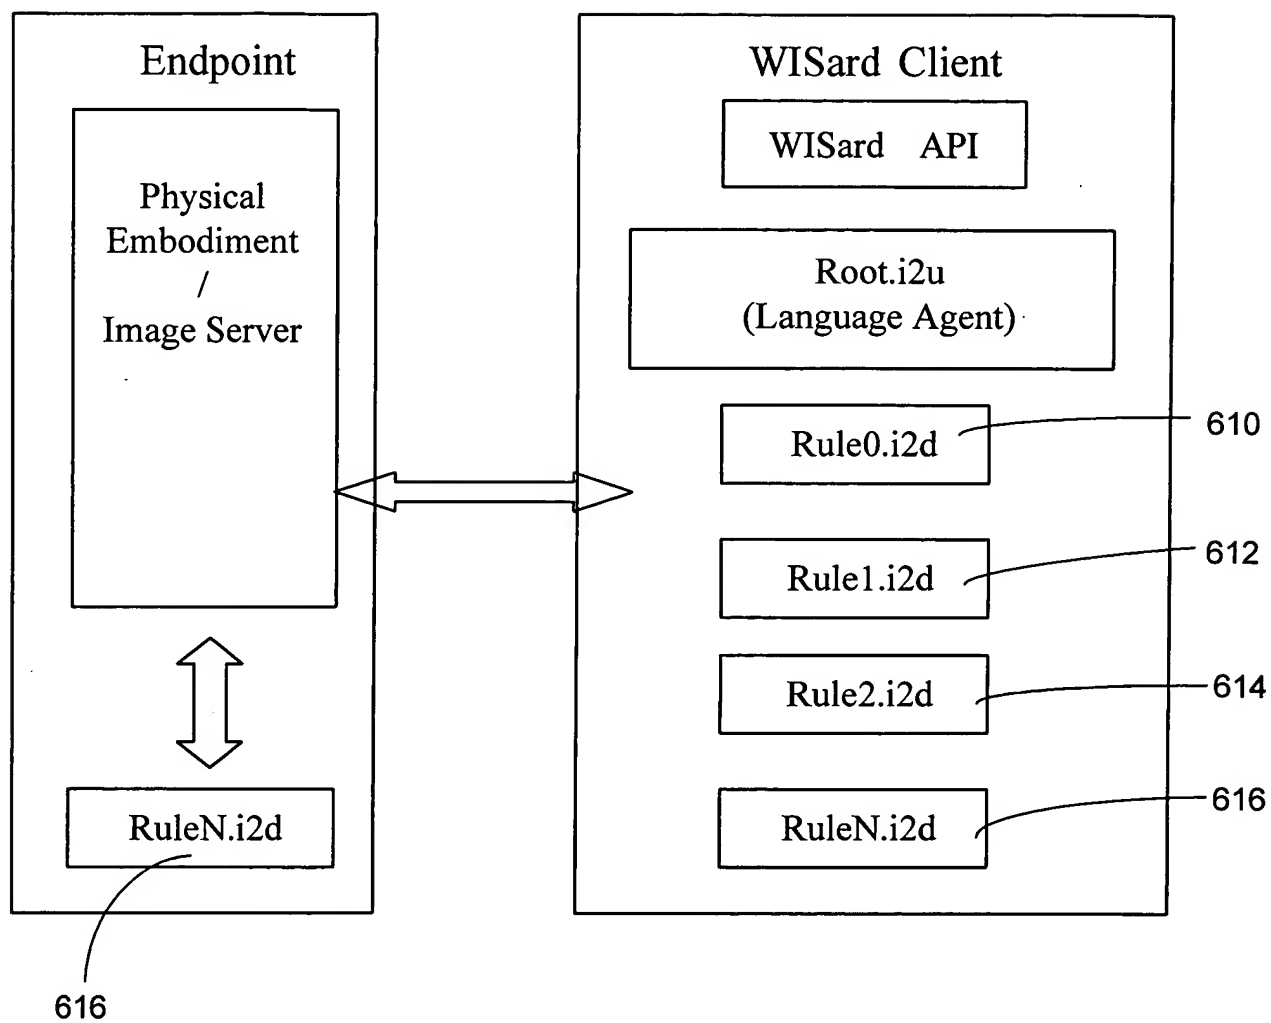 Endpoint
Physical
Embodiment
/
Image Server
RuleN.i2d
616
WISard Client
WISard API
Root.i2u
(Language Agent)
Rule0.i2d
610
Rule1.i2d
612
Rule2.i2d
614
RuleN.i2d
616